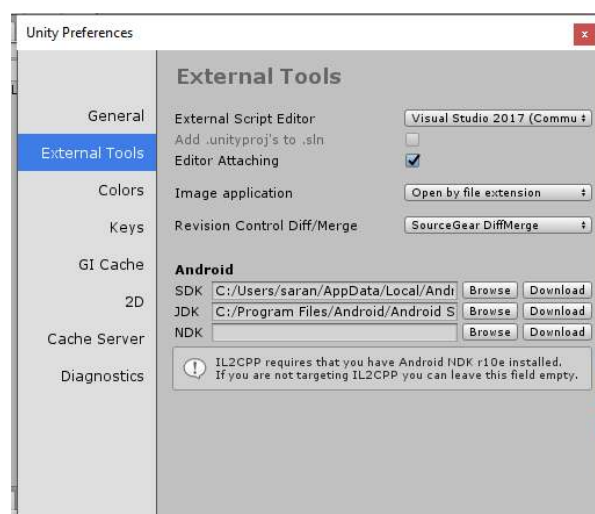 Unity Preferences
x
External Tools
General
External Tools
Colors
Keys
GI Cache
2D
Cache Server
Diagnostics
External Script Editor Visual Studio 2017 (Commu
Add .unityproj's to .sln
Editor Attaching
Image application Open by file extension
Revision Control Diff/Merge SourceGear DiffMerge
Android
SDK C:/Users/saran/AppData/Local/Andr Browse Download
JDK C:/Program Files/Android/Android S Browse Download
NDK Browse Download
IL2CPP requires that you have Android NDK r10e installed.
If you are not targeting IL2CPP you can leave this field empty.